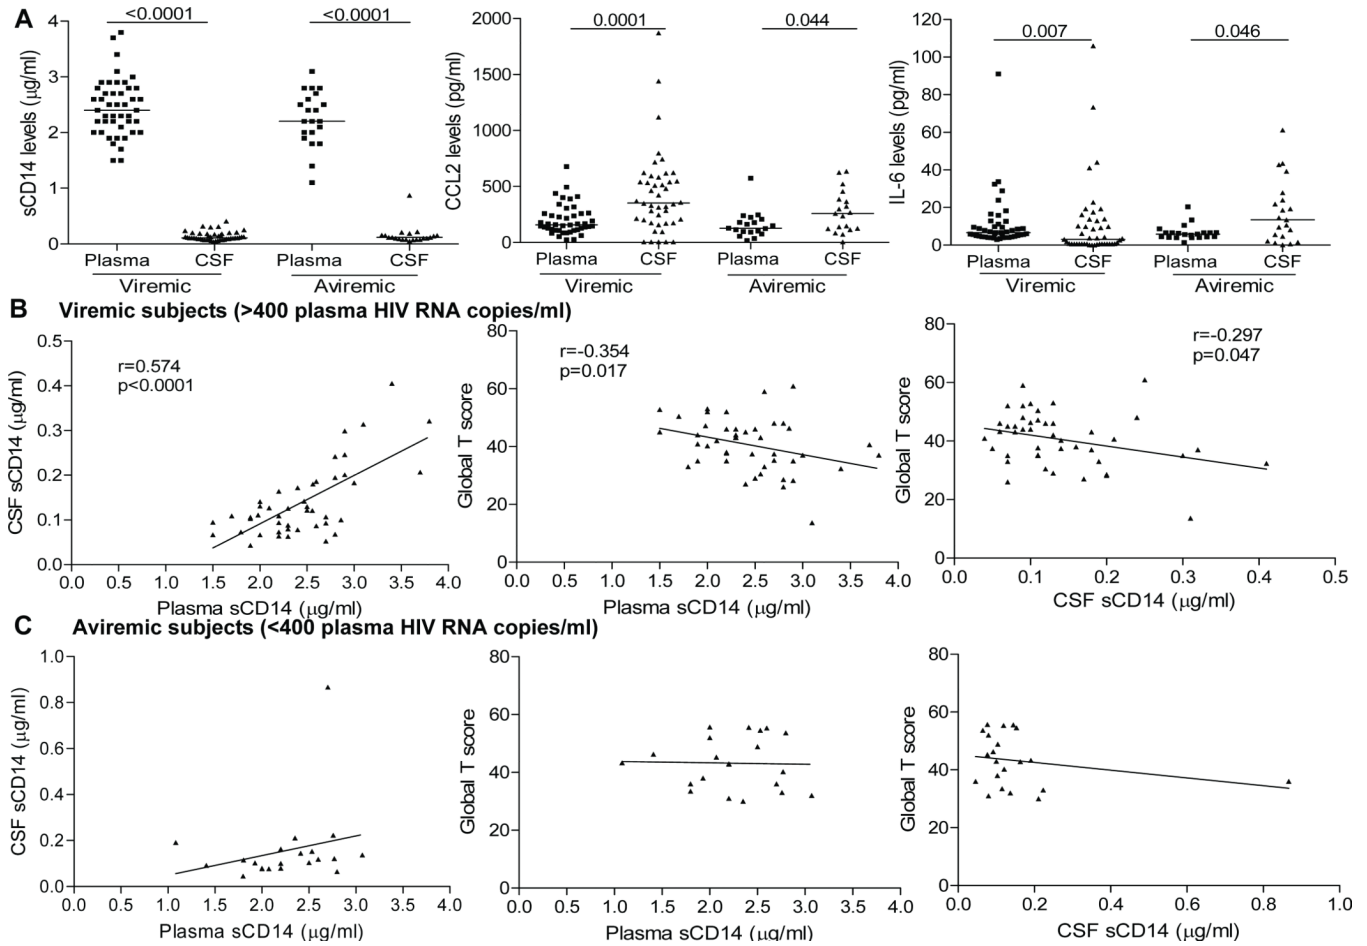 A
<0.0001 <0.0001
sCD14 levels (µg/ml)
4
3
2
1
0
Plasma CSF Plasma CSF
Viremic Aviremic
0.0001 0.044
CCL2 levels (pg/ml)
2000
1500
1000
500
0
Plasma CSF Plasma CSF
Viremic Aviremic
0.007 0.046
IL-6 levels (pg/ml)
120
100
80
60
40
20
0
Plasma CSF Plasma CSF
Viremic Aviremic
B Viremic subjects (>400 plasma HIV RNA copies/ml)
r=0.574
p<0.0001
CSF sCD14 (µg/ml)
0.5
0.4
0.3
0.2
0.1
0.0
0.0 0.5 1.0 1.5 2.0 2.5 3.0 3.5 4.0
Plasma sCD14 (µg/ml)
r=-0.354
p=0.017
Global T score
80
60
40
20
0
0.0 0.5 1.0 1.5 2.0 2.5 3.0 3.5 4.0
Plasma sCD14 (µg/ml)
r=-0.297
p=0.047
Global T score
80
60
40
20
0
0.0 0.1 0.2 0.3 0.4 0.5
CSF sCD14 (µg/ml)
C Aviremic subjects (<400 plasma HIV RNA copies/ml)
CSF sCD14 (µg/ml)
1.0
0.8
0.6
0.4
0.2
0.0
0.0 0.5 1.0 1.5 2.0 2.5 3.0 3.5 4.0
Plasma sCD14 (µg/ml)
Global T score
80
60
40
20
0
0.0 0.5 1.0 1.5 2.0 2.5 3.0 3.5 4.0
Plasma sCD14 (µg/ml)
Global T score
80
60
40
20
0
0.0 0.2 0.4 0.6 0.8 1.0
CSF sCD14 (µg/ml)